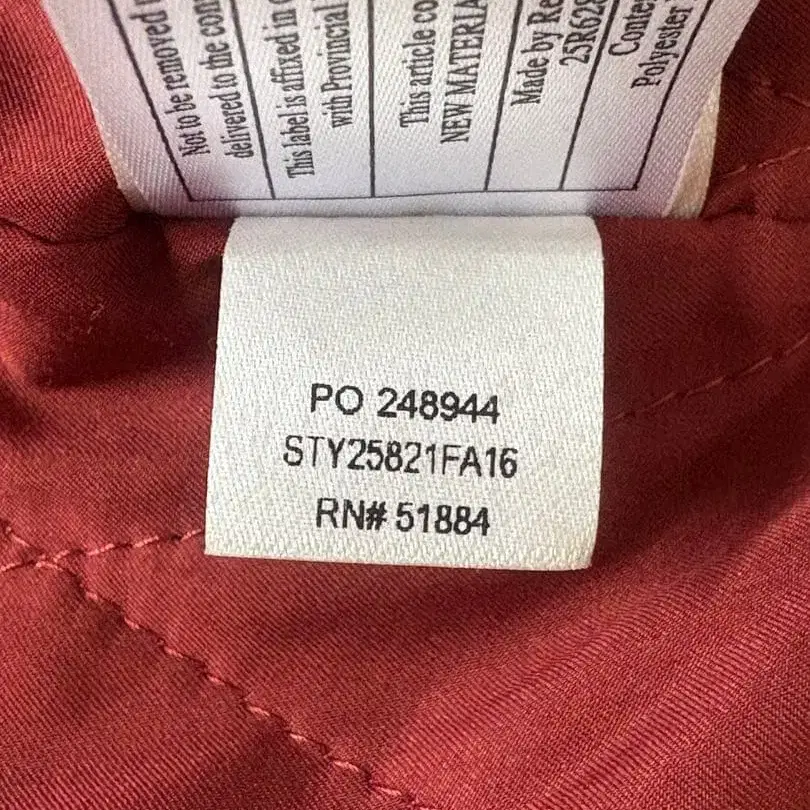 Not to be removed
delivered to the con
This label is affixed in
with Provincial
This article co
NEW MATERIA
Made by Re
25R628
Conte
Polyester
PO 248944
STY25821FA16
RN# 51884